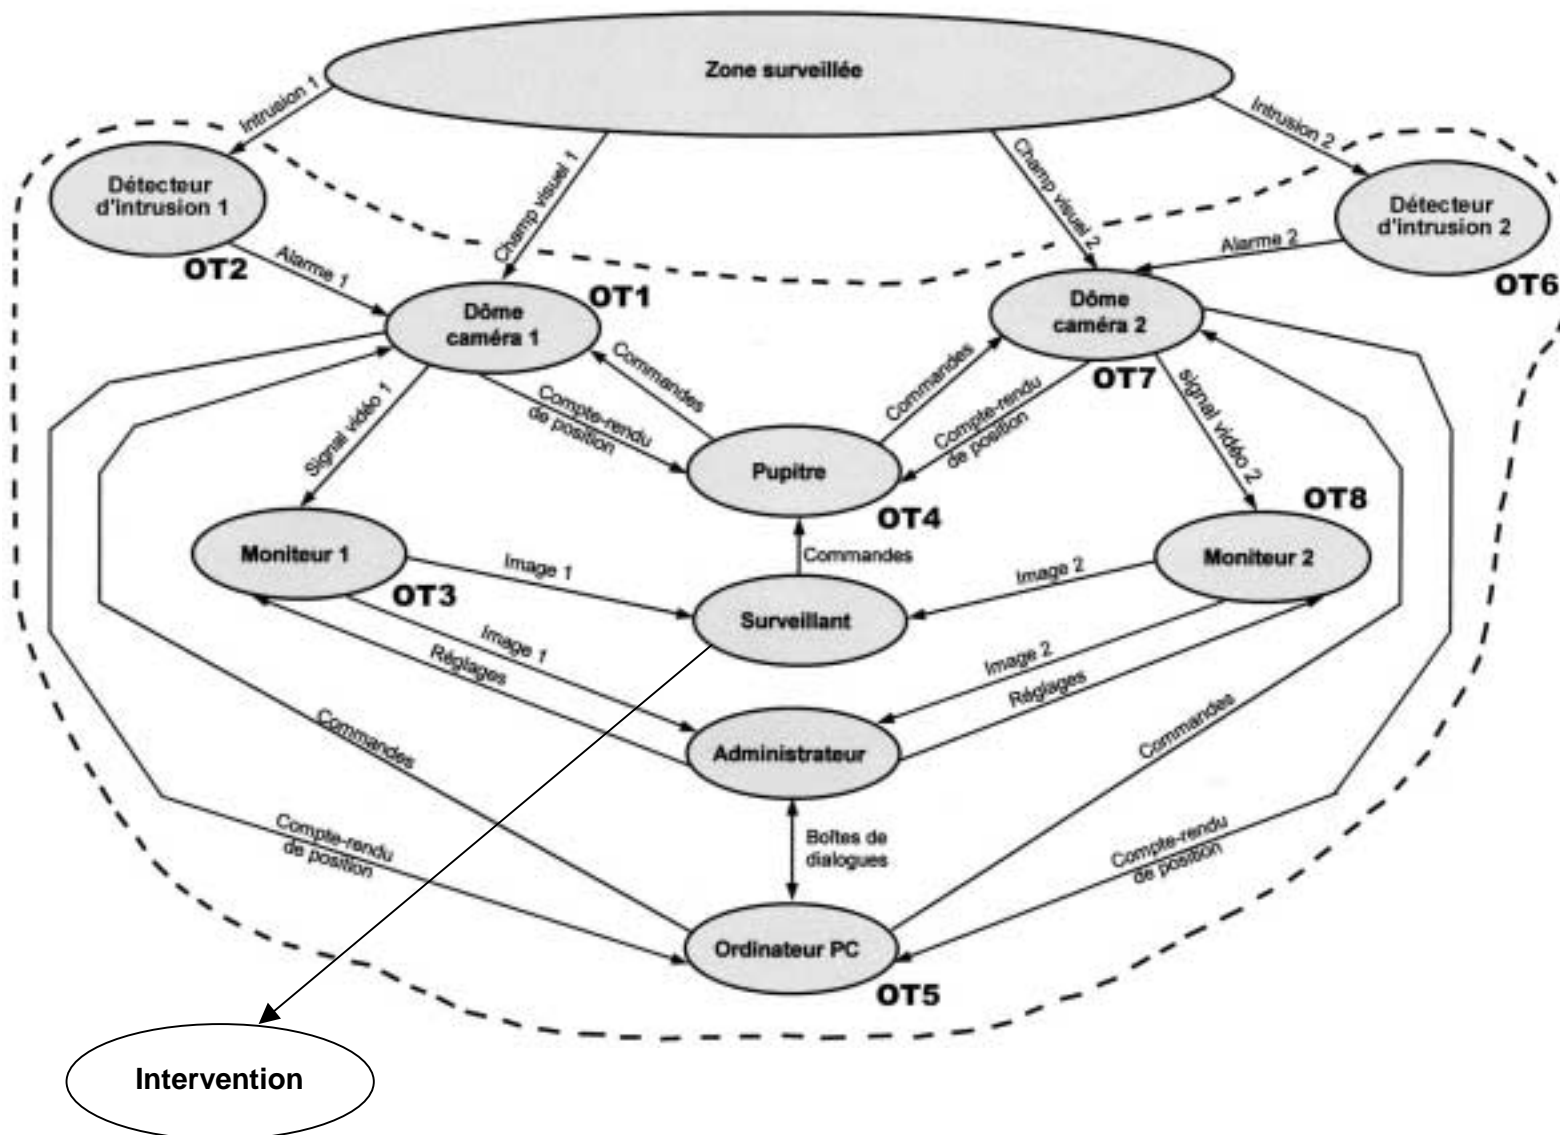 Zone surveillée
Intrusion 1
Intrusion 2
Champ visuel 1
Champ visuel 2
Détecteur
d'intrusion 1
OT2
Détecteur
d'intrusion 2
OT6
Alarme 1
Alarme 2
Dôme
caméra 1
OT1
Dôme
caméra 2
OT7
Commandes
Commandes
Signal vidéo 1
Compte-rendu
de position
Compte-rendu
de position
signal vidéo 2
Pupitre
OT4
Moniteur 1
OT3
Moniteur 2
OT8
Commandes
Image 1
Image 2
Surveillant
Image 1
Réglages
Image 2
Réglages
Administrateur
Commandes
Commandes
Boîtes de
dialogues
Compte-rendu
de position
Compte-rendu
de position
Ordinateur PC
OT5
Intervention